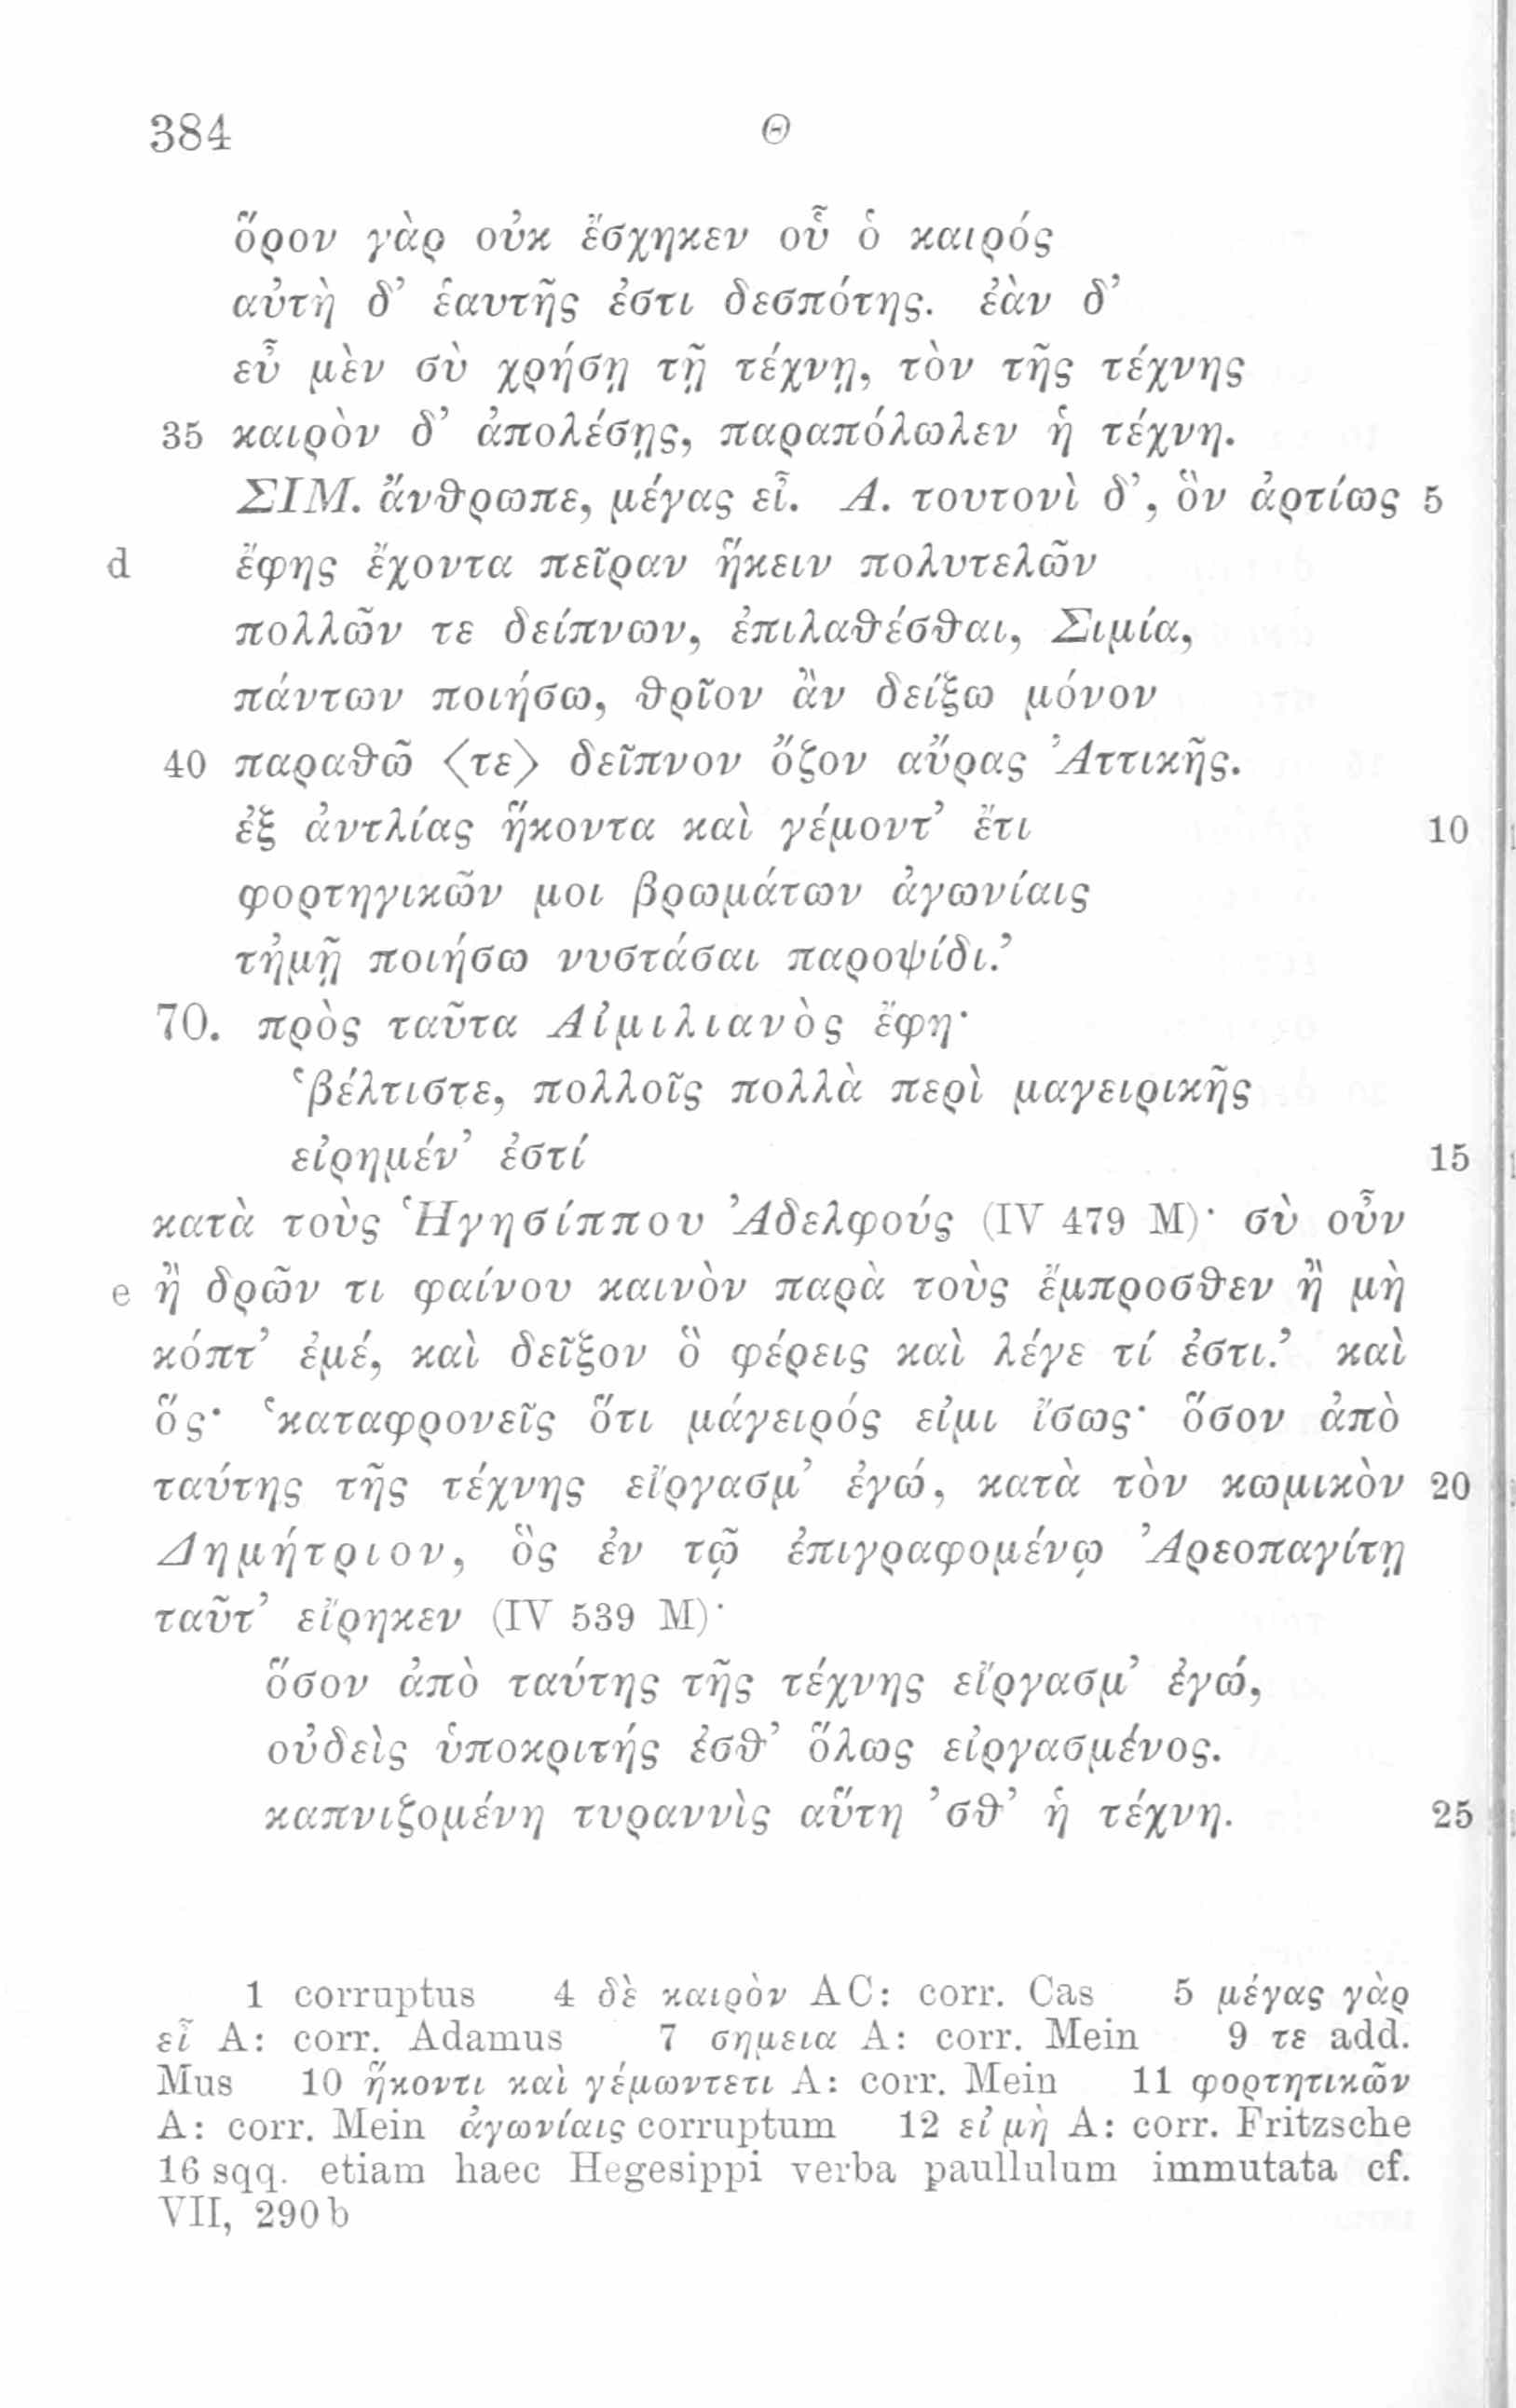 384 Θ
ὅρον γὰρ οὐκ ἔσχηκεν οὗ ὁ καιρός
αὐτὴ δ’ ἑαυτῆς ἐστι δεσπότης. ἐὰν δ’
εὖ μὲν σὺ χρήσῃ τῇ τέχνῃ, τὸν τῆς τέχνης
35 καιρὸν δ’ ἀπολέσῃς, παραπόλωλεν ἡ τέχνη.
ΣΙΜ. ἄνθρωπε, μέγας εἶ. Α. τουτονὶ δ’, ὃν ἀρτίως 5
d ἔφης ἔχοντα πεῖραν ἥκειν πολυτελῶν
πολλῶν τε δείπνων, ἐπιλαθέσθαι, Σιμία,
πάντων ποιήσω, θρῖον ἂν δείξω μόνον
40 παραθῶ ⟨τε⟩ δεῖπνον ὄζον αὔρας Ἀττικῆς.
ἐξ ἀντλίας ἥκοντα καὶ γέμοντ’ ἔτι 10
φορτηγικῶν μοι βρωμάτων ἀγωνίαις
τἠμῇ ποιήσω νυστάσαι παροψίδι.’
70. πρὸς ταῦτα Αἰμιλιανὸς ἔφη·
‘βέλτιστε, πολλοῖς πολλὰ περὶ μαγειρικῆς
εἰρημέν’ ἐστί 15
κατὰ τοὺς Ἡγησίππου Ἀδελφούς (IV 479 M)· σὺ οὖν
e ἢ δρῶν τι φαίνου καινὸν παρὰ τοὺς ἔμπροσθεν ἢ μὴ
κόπτ’ ἐμέ, καὶ δεῖξον ὃ φέρεις καὶ λέγε τί ἐστι.’ καὶ
ὅς· ‘καταφρονεῖς ὅτι μάγειρός εἰμι ἴσως· ὅσον ἀπὸ
ταύτης τῆς τέχνης εἴργασμ’ ἐγώ, κατὰ τὸν κωμικὸν 20
Δημήτριον, ὃς ἐν τῷ ἐπιγραφομένῳ Ἀρεοπαγίτῃ
ταῦτ’ εἴρηκεν (IV 539 M)·
ὅσον ἀπὸ ταύτης τῆς τέχνης εἴργασμ’ ἐγώ,
οὐδεὶς ὑποκριτής ἐσθ’ ὅλως εἰργασμένος.
καπνιζομένη τυραννὶς αὕτη ’σθ’ ἡ τέχνη. 25
1 corruptus 4 δὲ καιρὸν AC: corr. Cas 5 μέγας γὰρ
εἶ A: corr. Adamus 7 σημεια A: corr. Mein 9 τε add.
Mus 10 ἥκοντι καὶ γέμωντετι A: corr. Mein 11 φορτητικῶν
A: corr. Mein ἀγωνίαις corruptum 12 εἰ μὴ A: corr. Fritzsche
16 sqq. etiam haec Hegesippi verba paullulum immutata cf.
VII, 290 b